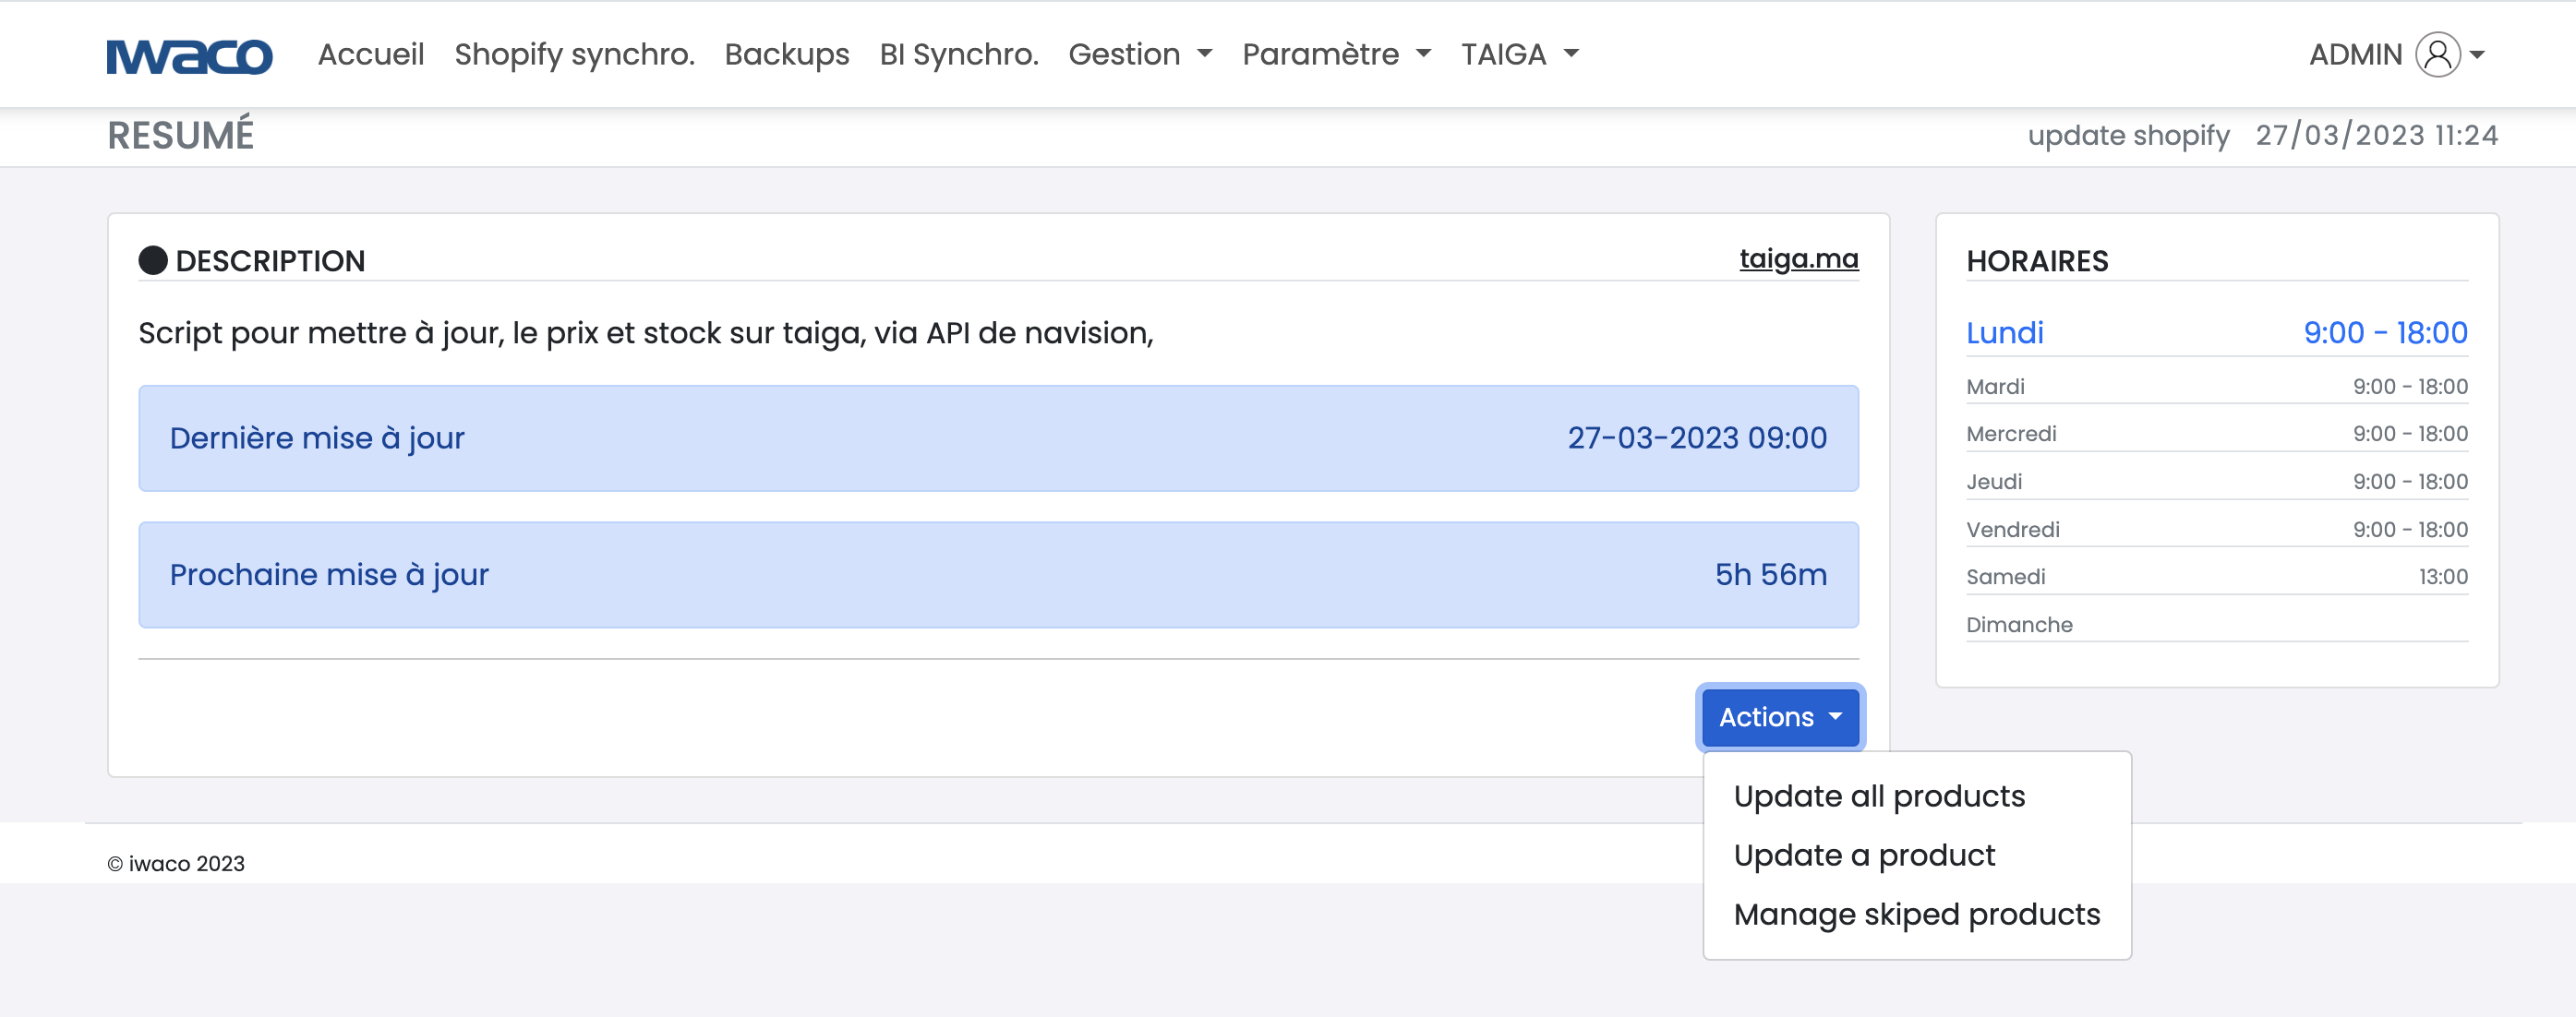 IWACO Accueil Shopify synchro. Backups BI Synchro. Gestion Paramètre TAIGA ADMIN
RESUMÉ update shopify 27/03/2023 11:24
DESCRIPTION taiga.ma
Script pour mettre à jour, le prix et stock sur taiga, via API de navision,
Dernière mise à jour 27-03-2023 09:00
Prochaine mise à jour 5h 56m
Actions
Update all products
Update a product
Manage skiped products
HORAIRES
Lundi 9:00 - 18:00
Mardi 9:00 - 18:00
Mercredi 9:00 - 18:00
Jeudi 9:00 - 18:00
Vendredi 9:00 - 18:00
Samedi 13:00
Dimanche
© iwaco 2023